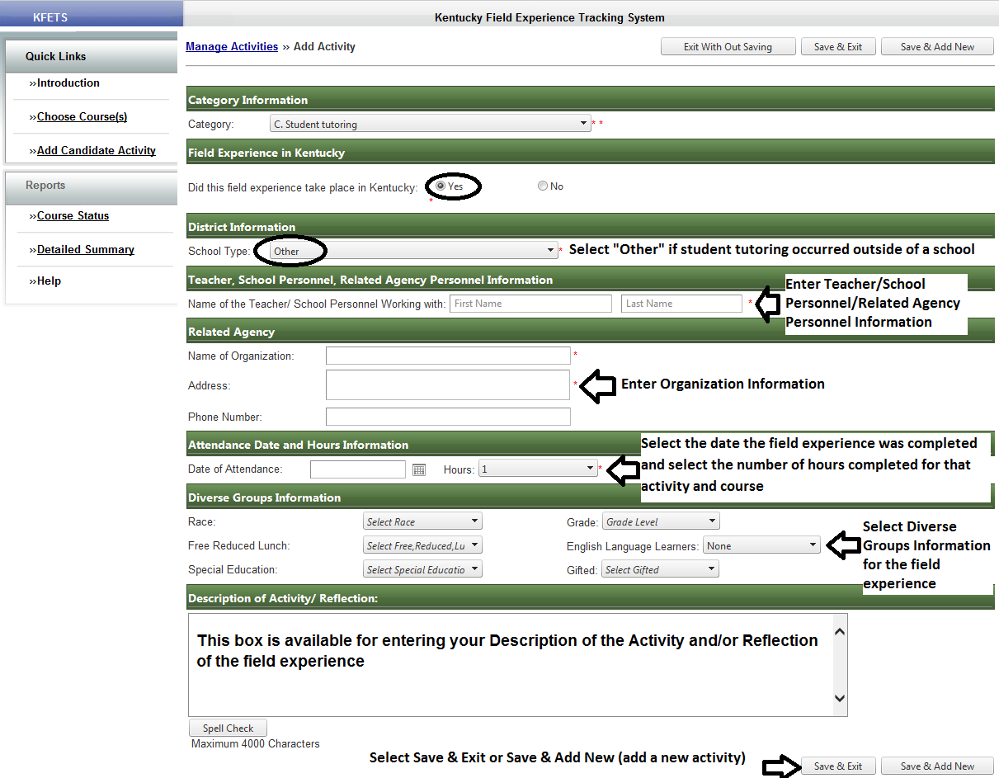 KFETS
Kentucky Field Experience Tracking System
Manage Activities » Add Activity
Exit With Out Saving
Save & Exit
Save & Add New
Quick Links
»Introduction
»Choose Course(s)
»Add Candidate Activity
Reports
»Course Status
»Detailed Summary
»Help
Category Information
Category: C. Student tutoring * *
Field Experience in Kentucky
Did this field experience take place in Kentucky: Yes No
*
District Information
School Type: Other * Select "Other" if student tutoring occurred outside of a school
Teacher, School Personnel, Related Agency Personnel Information
Name of the Teacher/ School Personnel Working with: First Name Last Name *
Enter Teacher/School
Personnel/Related Agency
Personnel Information
Related Agency
Name of Organization: *
Address: *
Enter Organization Information
Phone Number:
Attendance Date and Hours Information
Date of Attendance: Hours: 1 *
Select the date the field experience was completed
and select the number of hours completed for that
activity and course
Diverse Groups Information
Race: Select Race Grade: Grade Level
Free Reduced Lunch: Select Free,Reduced,Lu English Language Learners: None
Special Education: Select Special Educatio Gifted: Select Gifted
Select Diverse
Groups Information
for the field
experience
Description of Activity/ Reflection:
This box is available for entering your Description of the Activity and/or Reflection
of the field experience
Spell Check
Maximum 4000 Characters
Select Save & Exit or Save & Add New (add a new activity)
Save & Exit
Save & Add New